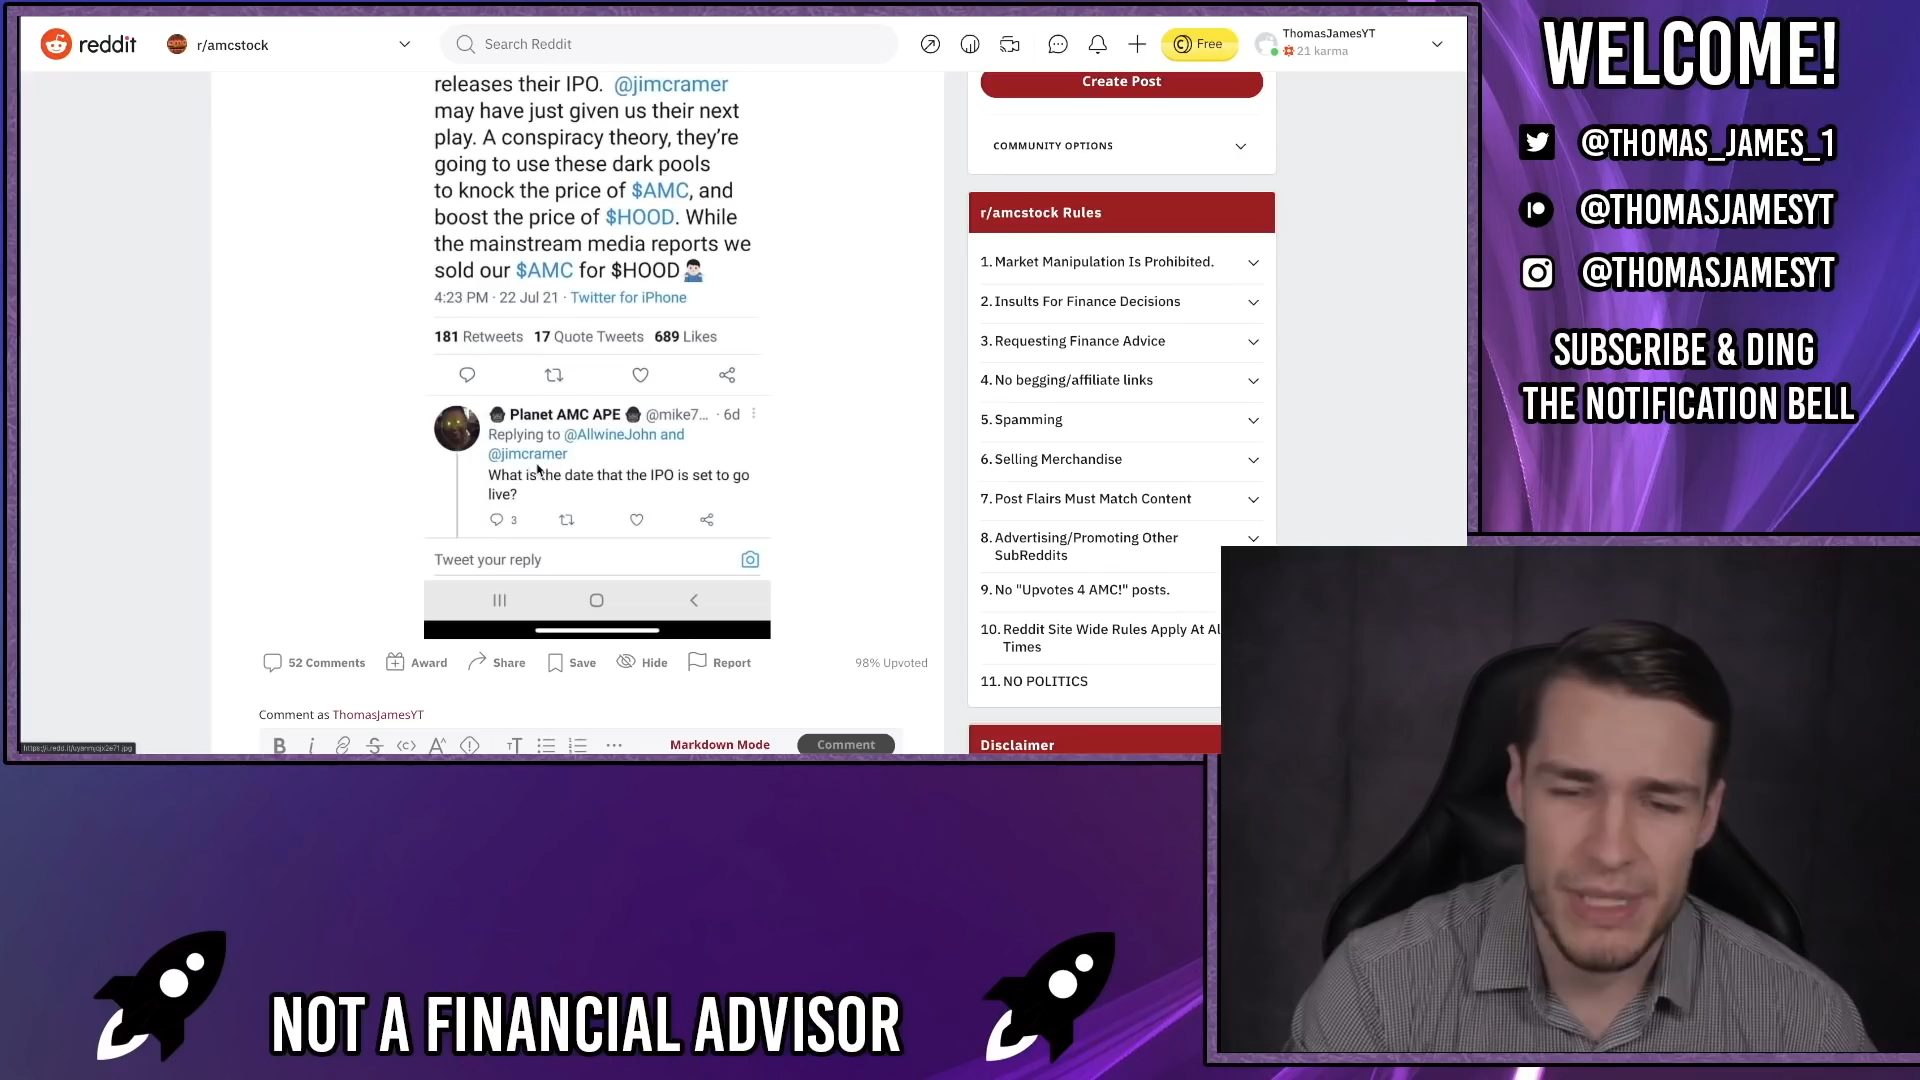 reddit
r/amcstock
Search Reddit
Free
ThomasJamesYT
21 karma
releases their IPO. @jimcramer
may have just given us their next
play. A conspiracy theory, they're
going to use these dark pools
to knock the price of $AMC, and
boost the price of $HOOD. While
the mainstream media reports we
sold our $AMC for $HOOD
4:23 PM · 22 Jul 21 · Twitter for iPhone
181 Retweets 17 Quote Tweets 689 Likes
Planet AMC APE @mike7... · 6d
Replying to @AllwineJohn and
@jimcramer
What is the date that the IPO is set to go
live?
3
Tweet your reply
52 Comments Award Share Save Hide Report 98% Upvoted
Comment as ThomasJamesYT
Markdown Mode
Comment
Create Post
COMMUNITY OPTIONS
r/amcstock Rules
1. Market Manipulation Is Prohibited.
2. Insults For Finance Decisions
3. Requesting Finance Advice
4. No begging/affiliate links
5. Spamming
6. Selling Merchandise
7. Post Flairs Must Match Content
8. Advertising/Promoting Other
SubReddits
9. No "Upvotes 4 AMC!" posts.
10. Reddit Site Wide Rules Apply At Al
Times
11. NO POLITICS
Disclaimer
WELCOME!
@THOMAS_JAMES_1
@THOMASJAMESYT
@THOMASJAMESYT
SUBSCRIBE & DING
THE NOTIFICATION BELL
NOT A FINANCIAL ADVISOR